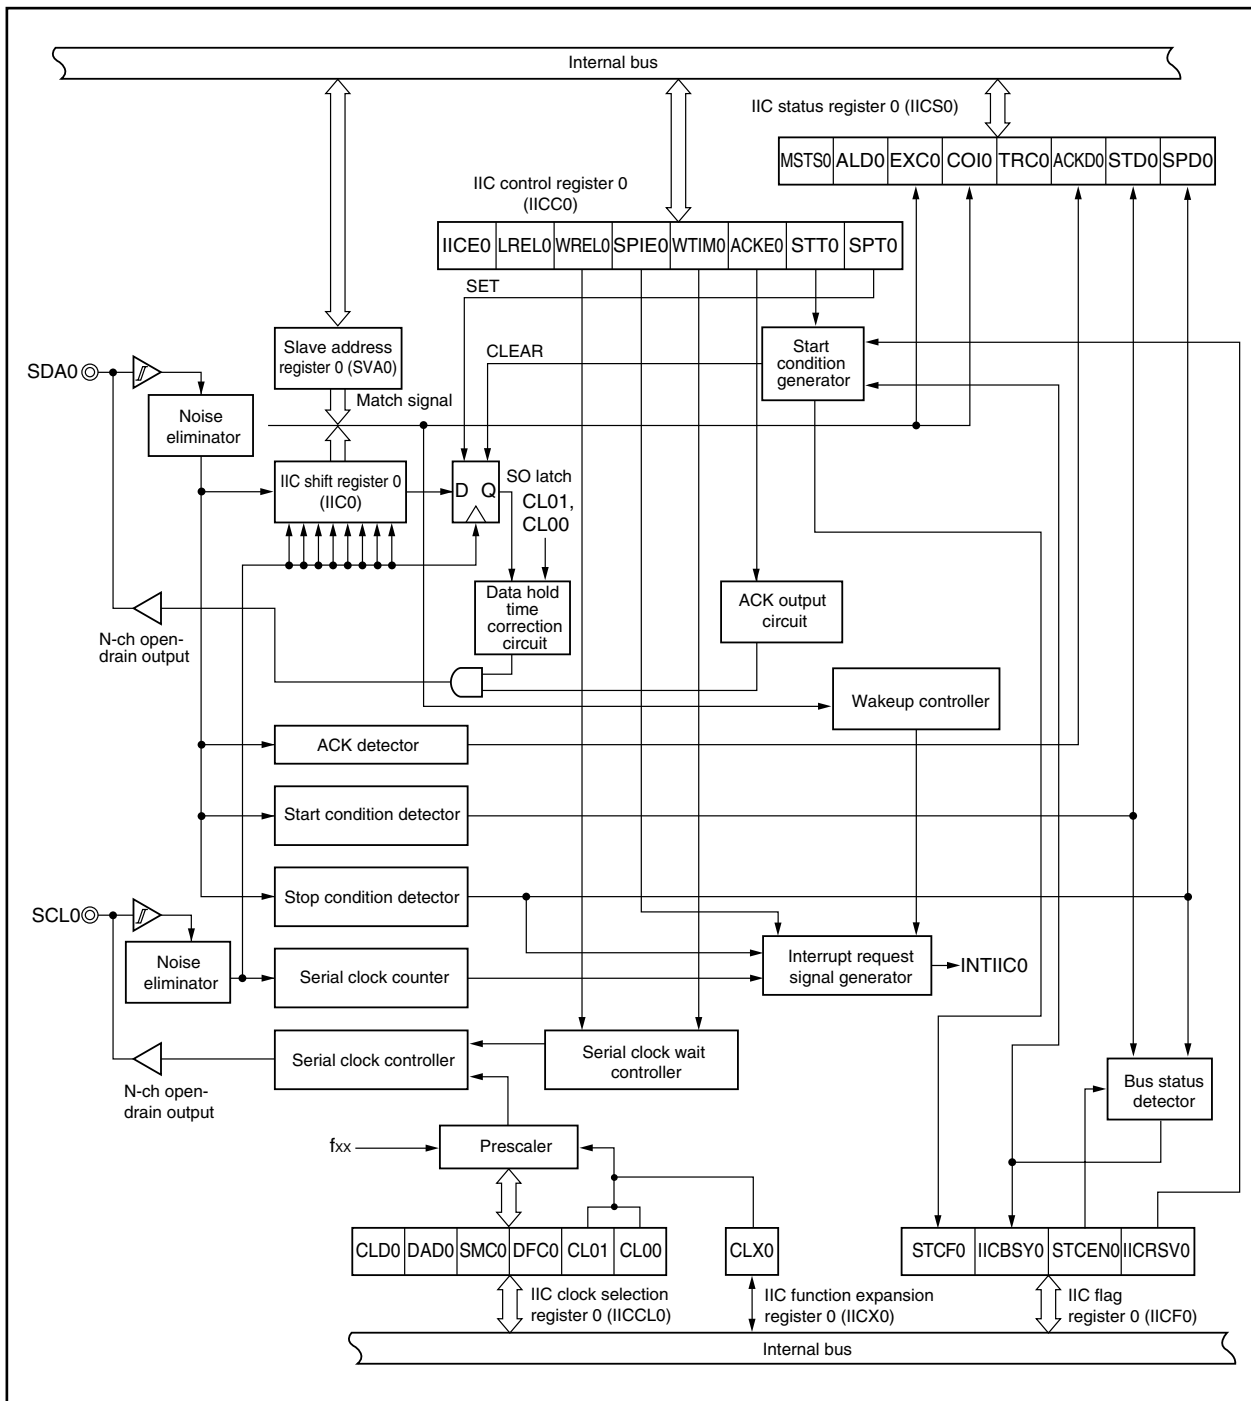 Internal bus
IIC status register 0 (IICS0)
MSTS0 ALD0 EXC0 COI0 TRC0 ACKD0 STD0 SPD0
IIC control register 0
(IICC0)
IICE0 LREL0 WREL0 SPIE0 WTIM0 ACKE0 STT0 SPT0
SET
Slave address
register 0 (SVA0)
CLEAR
Start
condition
generator
SDA0
Match signal
Noise
eliminator
IIC shift register 0
(IIC0)
D Q
SO latch
CL01,
CL00
Data hold
time
correction
circuit
ACK output
circuit
N-ch open-
drain output
Wakeup controller
ACK detector
Start condition detector
Stop condition detector
SCL0
Noise
eliminator
Serial clock counter
Interrupt request
signal generator
INTIIC0
Serial clock controller
Serial clock wait
controller
N-ch open-
drain output
Bus status
detector
fxx
Prescaler
CLD0 DAD0 SMC0 DFC0 CL01 CL00
CLX0
STCF0 IICBSY0 STCEN0 IICRSV0
IIC clock selection
register 0 (IICCL0)
IIC function expansion
register 0 (IICX0)
IIC flag
register 0 (IICF0)
Internal bus